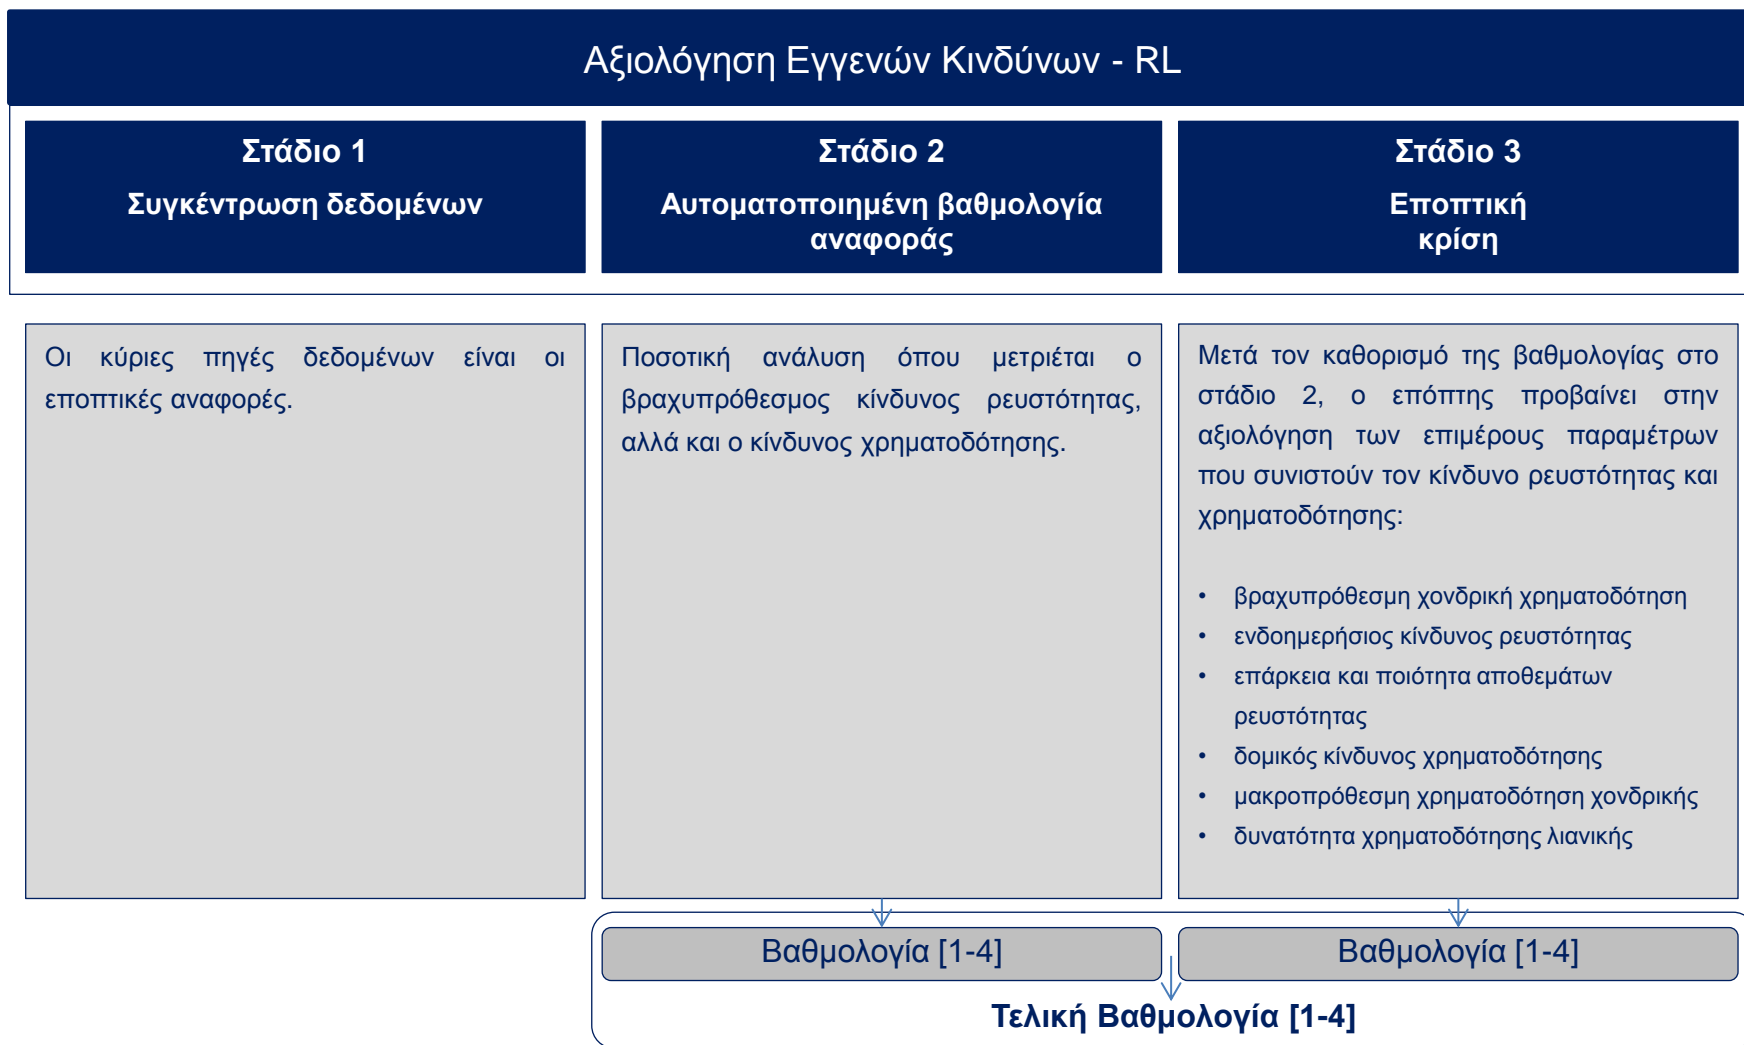 Αξιολόγηση Εγγενών Κινδύνων - RL
Στάδιο 1
Συγκέντρωση δεδομένων
Στάδιο 2
Αυτοματοποιημένη βαθμολογία
αναφοράς
Στάδιο 3
Εποπτική
κρίση
Οι κύριες πηγές δεδομένων είναι οι
εποπτικές αναφορές.
Ποσοτική ανάλυση όπου μετριέται ο
βραχυπρόθεσμος κίνδυνος ρευστότητας,
αλλά και ο κίνδυνος χρηματοδότησης.
Μετά τον καθορισμό της βαθμολογίας στο
στάδιο 2, ο επόπτης προβαίνει στην
αξιολόγηση των επιμέρους παραμέτρων
που συνιστούν τον κίνδυνο ρευστότητας και
χρηματοδότησης:
• βραχυπρόθεσμη χονδρική χρηματοδότηση
• ενδοημερήσιος κίνδυνος ρευστότητας
• επάρκεια και ποιότητα αποθεμάτων
ρευστότητας
• δομικός κίνδυνος χρηματοδότησης
• μακροπρόθεσμη χρηματοδότηση χονδρικής
• δυνατότητα χρηματοδότησης λιανικής
Βαθμολογία [1-4]
Βαθμολογία [1-4]
Τελική Βαθμολογία [1-4]